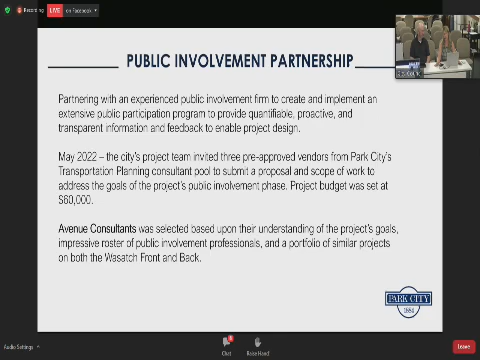 Recording
LIVE on Facebook
PUBLIC INVOLVEMENT PARTNERSHIP
Partnering with an experienced public involvement firm to create and implement an
extensive public participation program to provide quantifiable, proactive, and
transparent information and feedback to enable project design.
May 2022 – the city's project team invited three pre-approved vendors from Park City's
Transportation Planning consultant pool to submit a proposal and scope of work to
address the goals of the project's public involvement phase. Project budget was set at
$60,000.
Avenue Consultants was selected based upon their understanding of the project's goals,
impressive roster of public involvement professionals, and a portfolio of similar projects
on both the Wasatch Front and Back.
PARK CITY
1884
Audio Settings
Chat
Raise Hand
Leave